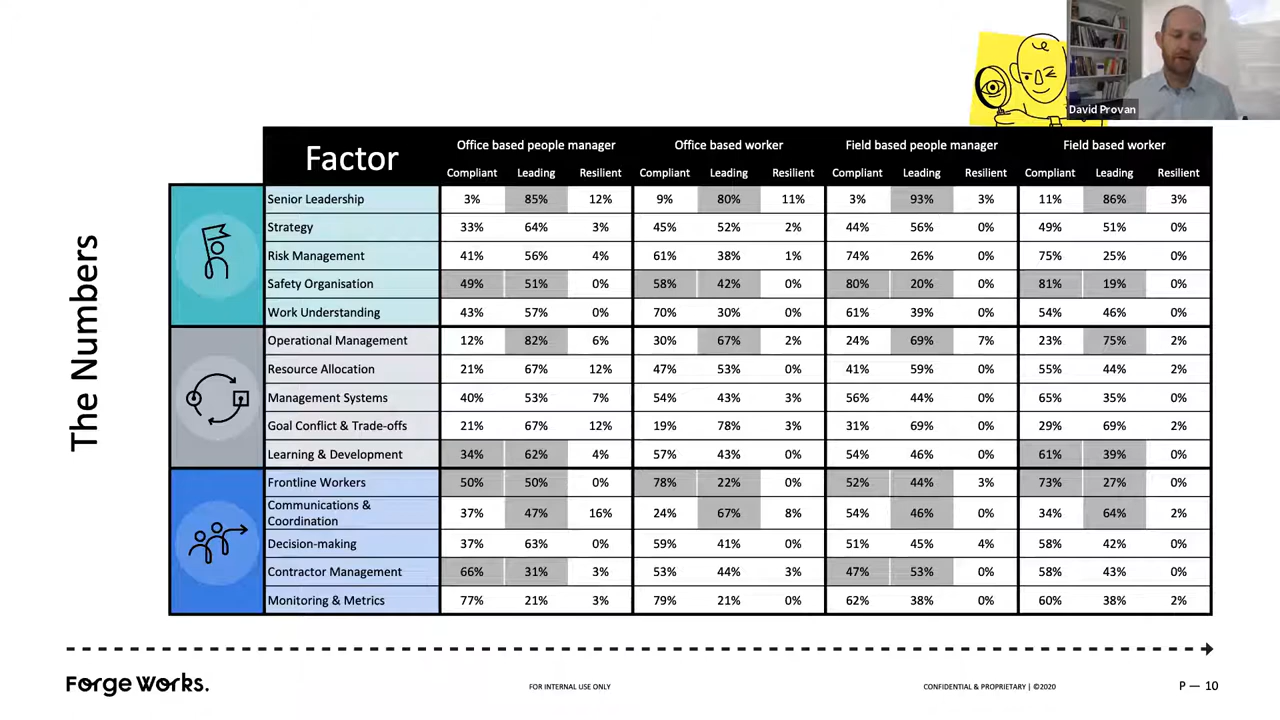 David Provan
The Numbers
Factor
Office based people manager Office based worker Field based people manager Field based worker
Compliant Leading Resilient Compliant Leading Resilient Compliant Leading Resilient Compliant Leading Resilient
Senior Leadership 3% 85% 12% 9% 80% 11% 3% 93% 3% 11% 86% 3%
Strategy 33% 64% 3% 45% 52% 2% 44% 56% 0% 49% 51% 0%
Risk Management 41% 56% 4% 61% 38% 1% 74% 26% 0% 75% 25% 0%
Safety Organisation 49% 51% 0% 58% 42% 0% 80% 20% 0% 81% 19% 0%
Work Understanding 43% 57% 0% 70% 30% 0% 61% 39% 0% 54% 46% 0%
Operational Management 12% 82% 6% 30% 67% 2% 24% 69% 7% 23% 75% 2%
Resource Allocation 21% 67% 12% 47% 53% 0% 41% 59% 0% 55% 44% 2%
Management Systems 40% 53% 7% 54% 43% 3% 56% 44% 0% 65% 35% 0%
Goal Conflict & Trade-offs 21% 67% 12% 19% 78% 3% 31% 69% 0% 29% 69% 2%
Learning & Development 34% 62% 4% 57% 43% 0% 54% 46% 0% 61% 39% 0%
Frontline Workers 50% 50% 0% 78% 22% 0% 52% 44% 3% 73% 27% 0%
Communications &
Coordination 37% 47% 16% 24% 67% 8% 54% 46% 0% 34% 64% 2%
Decision-making 37% 63% 0% 59% 41% 0% 51% 45% 4% 58% 42% 0%
Contractor Management 66% 31% 3% 53% 44% 3% 47% 53% 0% 58% 43% 0%
Monitoring & Metrics 77% 21% 3% 79% 21% 0% 62% 38% 0% 60% 38% 2%
Forge Works.
FOR INTERNAL USE ONLY
CONFIDENTIAL & PROPRIETARY | ©2020
P — 10